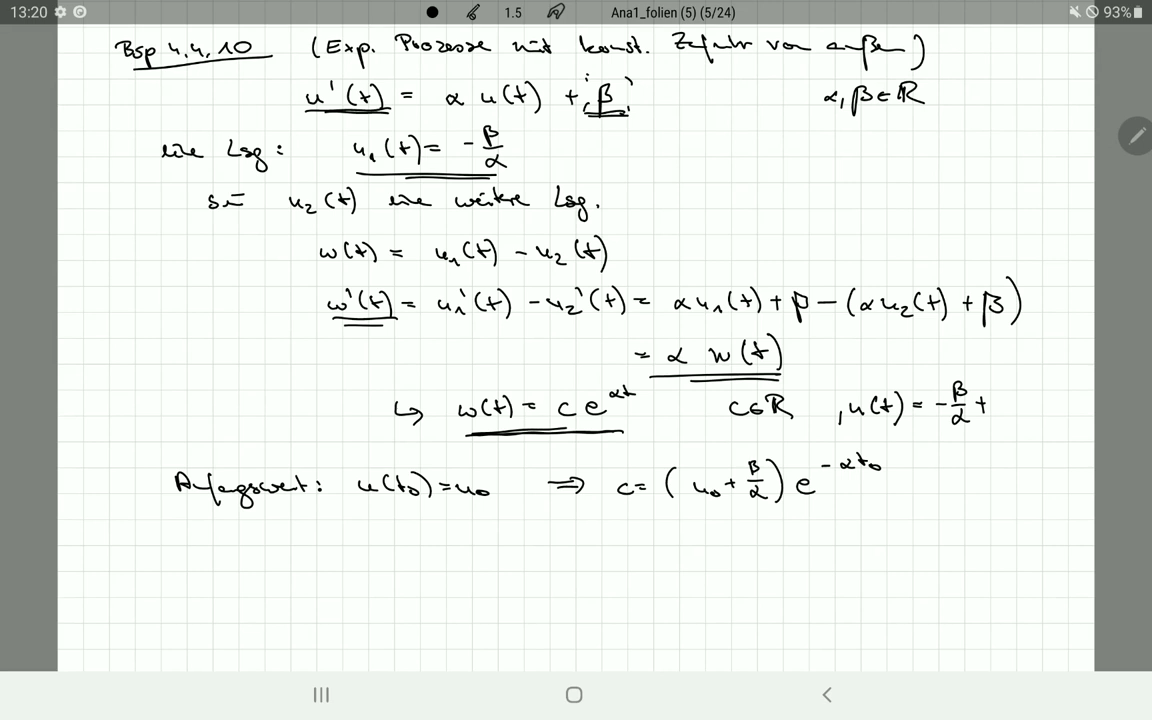 13:20 1.5 Ana1_folien (5) (5/24) 93%
Bsp 4.4.10 (Exp. Prozesse mit konst. Zufuhr von außen)
u'(t) = α u(t) + β α, β ∈ ℝ
eine Lsg: u₁(t) = -β/α
sei u₂(t) eine weitere Lsg.
w(t) = u₁(t) - u₂(t)
w'(t) = u₁'(t) - u₂'(t) = α u₁(t) + β - (α u₂(t) + β)
= α w(t)
↳ w(t) = c e^{αt} c ∈ ℝ , u(t) = -β/α +
Anfangswert: u(t₀) = u₀ ⟹ c = (u₀ + β/α) e^{-αt₀}